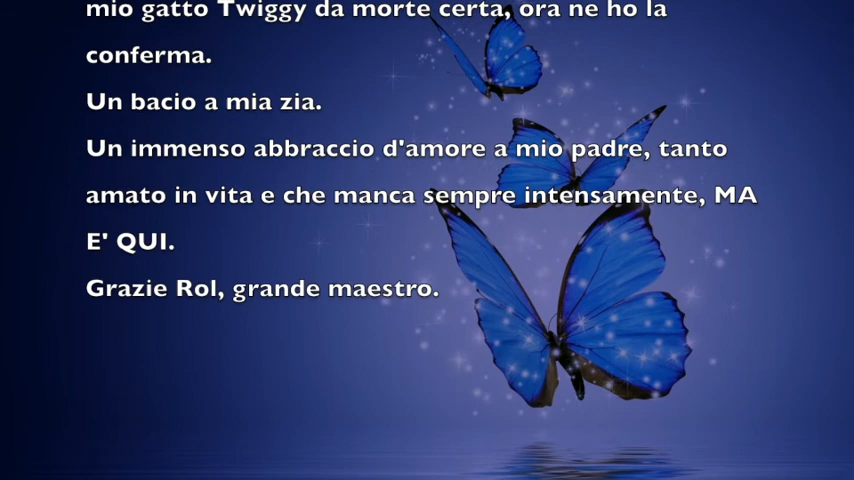 mio gatto Twiggy da morte certa, ora ne ho la
conferma.
Un bacio a mia zia.
Un immenso abbraccio d'amore a mio padre, tanto
amato in vita e che manca sempre intensamente, MA
E' QUI.
Grazie Rol, grande maestro.